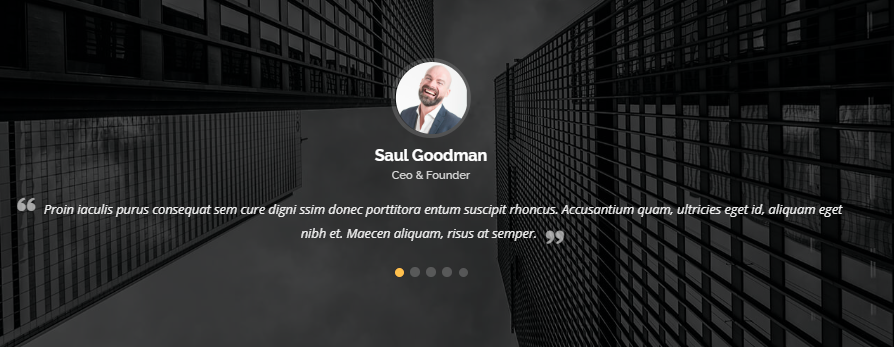 Saul Goodman
Ceo & Founder
“ Proin iaculis purus consequat sem cure digni ssim donec porttitora entum suscipit rhoncus. Accusantium quam, ultricies eget id, aliquam eget
nibh et. Maecen aliquam, risus at semper. ”